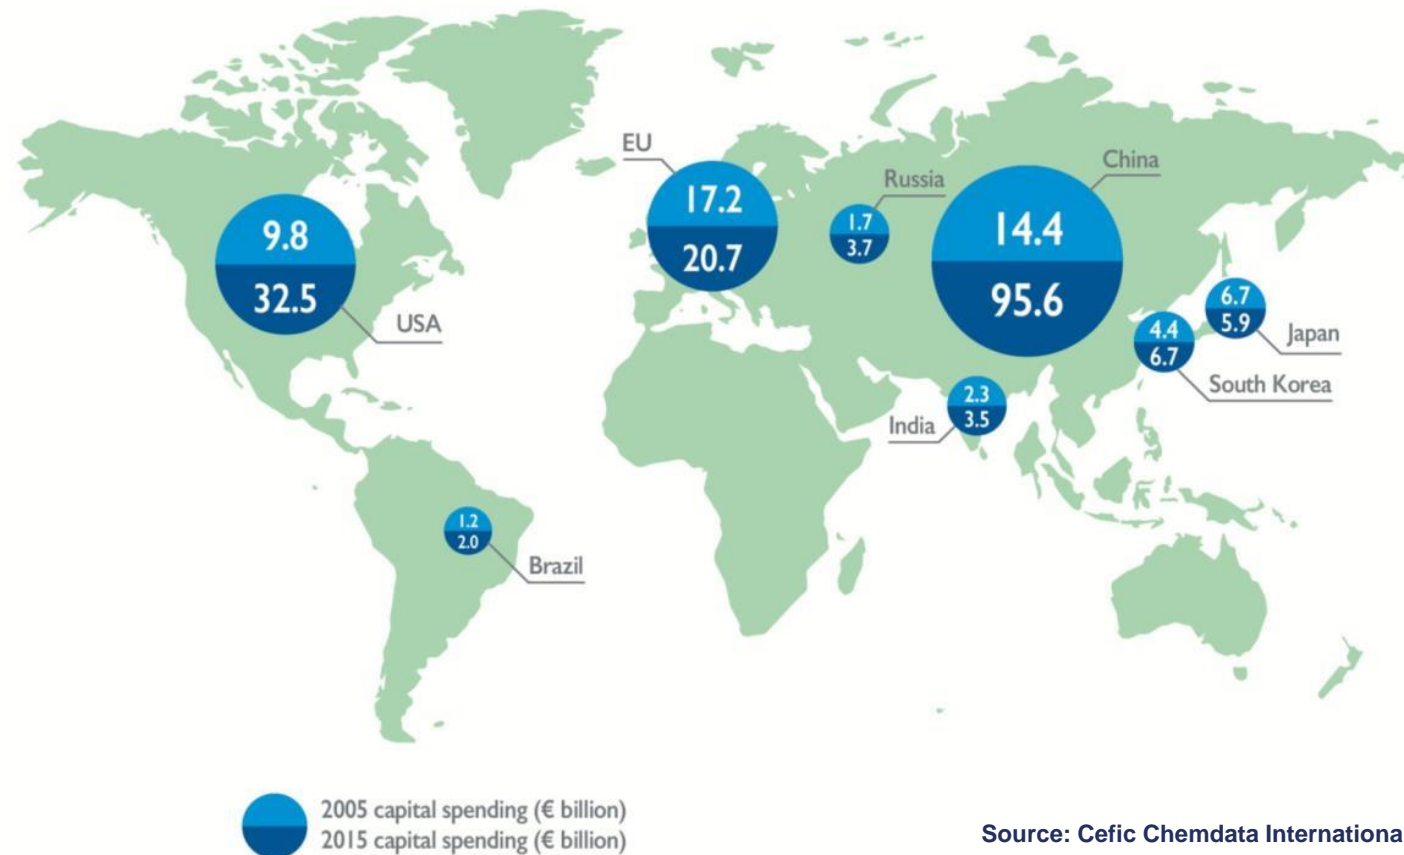 EU
17.2
20.7
Russia
1.7
3.7
China
14.4
95.6
9.8
32.5
USA
6.7
5.9
Japan
4.4
6.7
South Korea
2.3
3.5
India
1.2
2.0
Brazil
2005 capital spending (€ billion)
2015 capital spending (€ billion)
Source: Cefic Chemdata Internationa